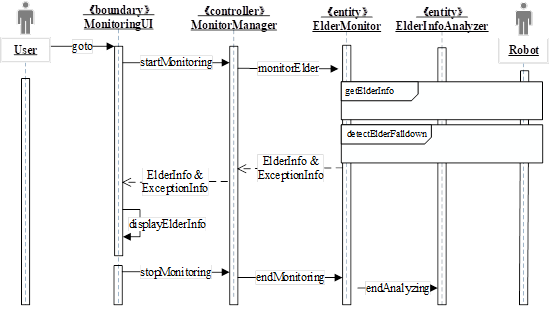 《boundary》
《controller》
《entity》
《entity》
MonitoringUI
MonitorManager
ElderMonitor
ElderInfoAnalyzer
User
Robot
goto
startMonitoring
monitorElder
getElderInfo
detectElderFalldown
ElderInfo &
ExceptionInfo
ElderInfo &
ExceptionInfo
displayElderInfo
stopMonitoring
endMonitoring
endAnalyzing